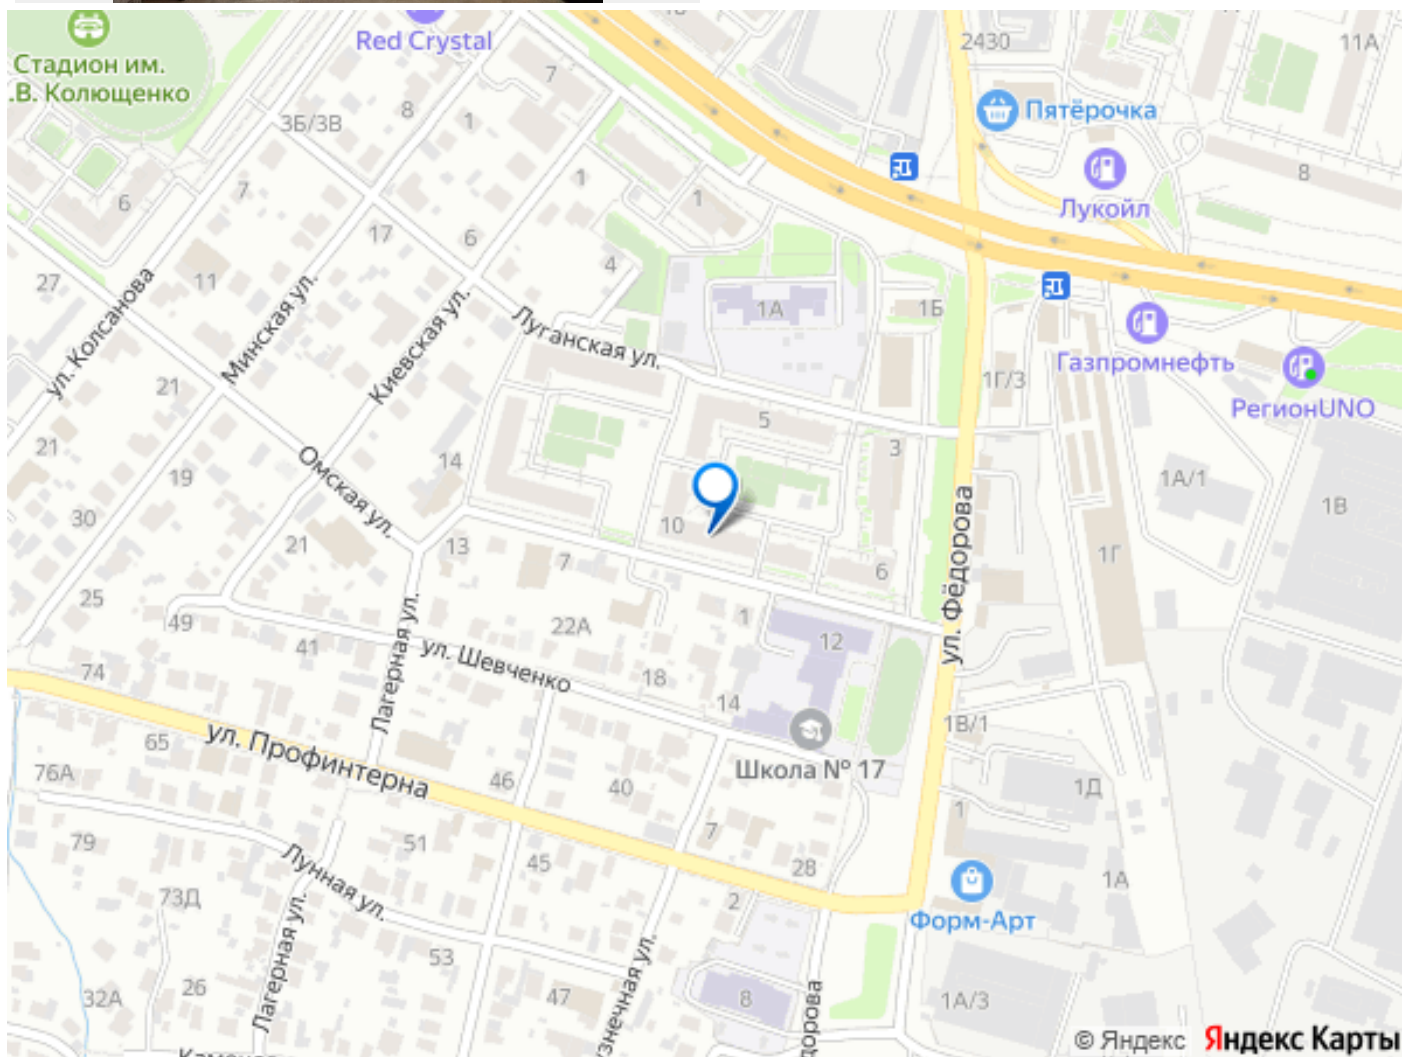 Red Crystal
Стадион им.
.В. Колющенко
2430
11А
Пятёрочка
Лукойл
7
8
1
3Б/3В
8
6
7
1
1
17
6
4
27
11
1А
1Б
ул. Колсанова
Минская ул.
Киевская ул.
Луганская ул.
Газпромнефть
1Г/3
РегионUNO
21
5
3
21
19
14
1А/1
1В
Омская ул.
30
10
21
13
7
6
1Г
ул. Фёдорова
25
49
41
Лагерная ул.
22А
1
12
ул. Шевченко
74
18
14
65
ул. Профинтерна
1В/1
Школа № 17
76А
46
40
1Д
79
51
7
1
45
28
Лунная ул.
73Д
2
1А
Форм-Арт
53
Лагерная ул.
32А
26
47
8
1А/3
© Яндекс Яндекс Карты